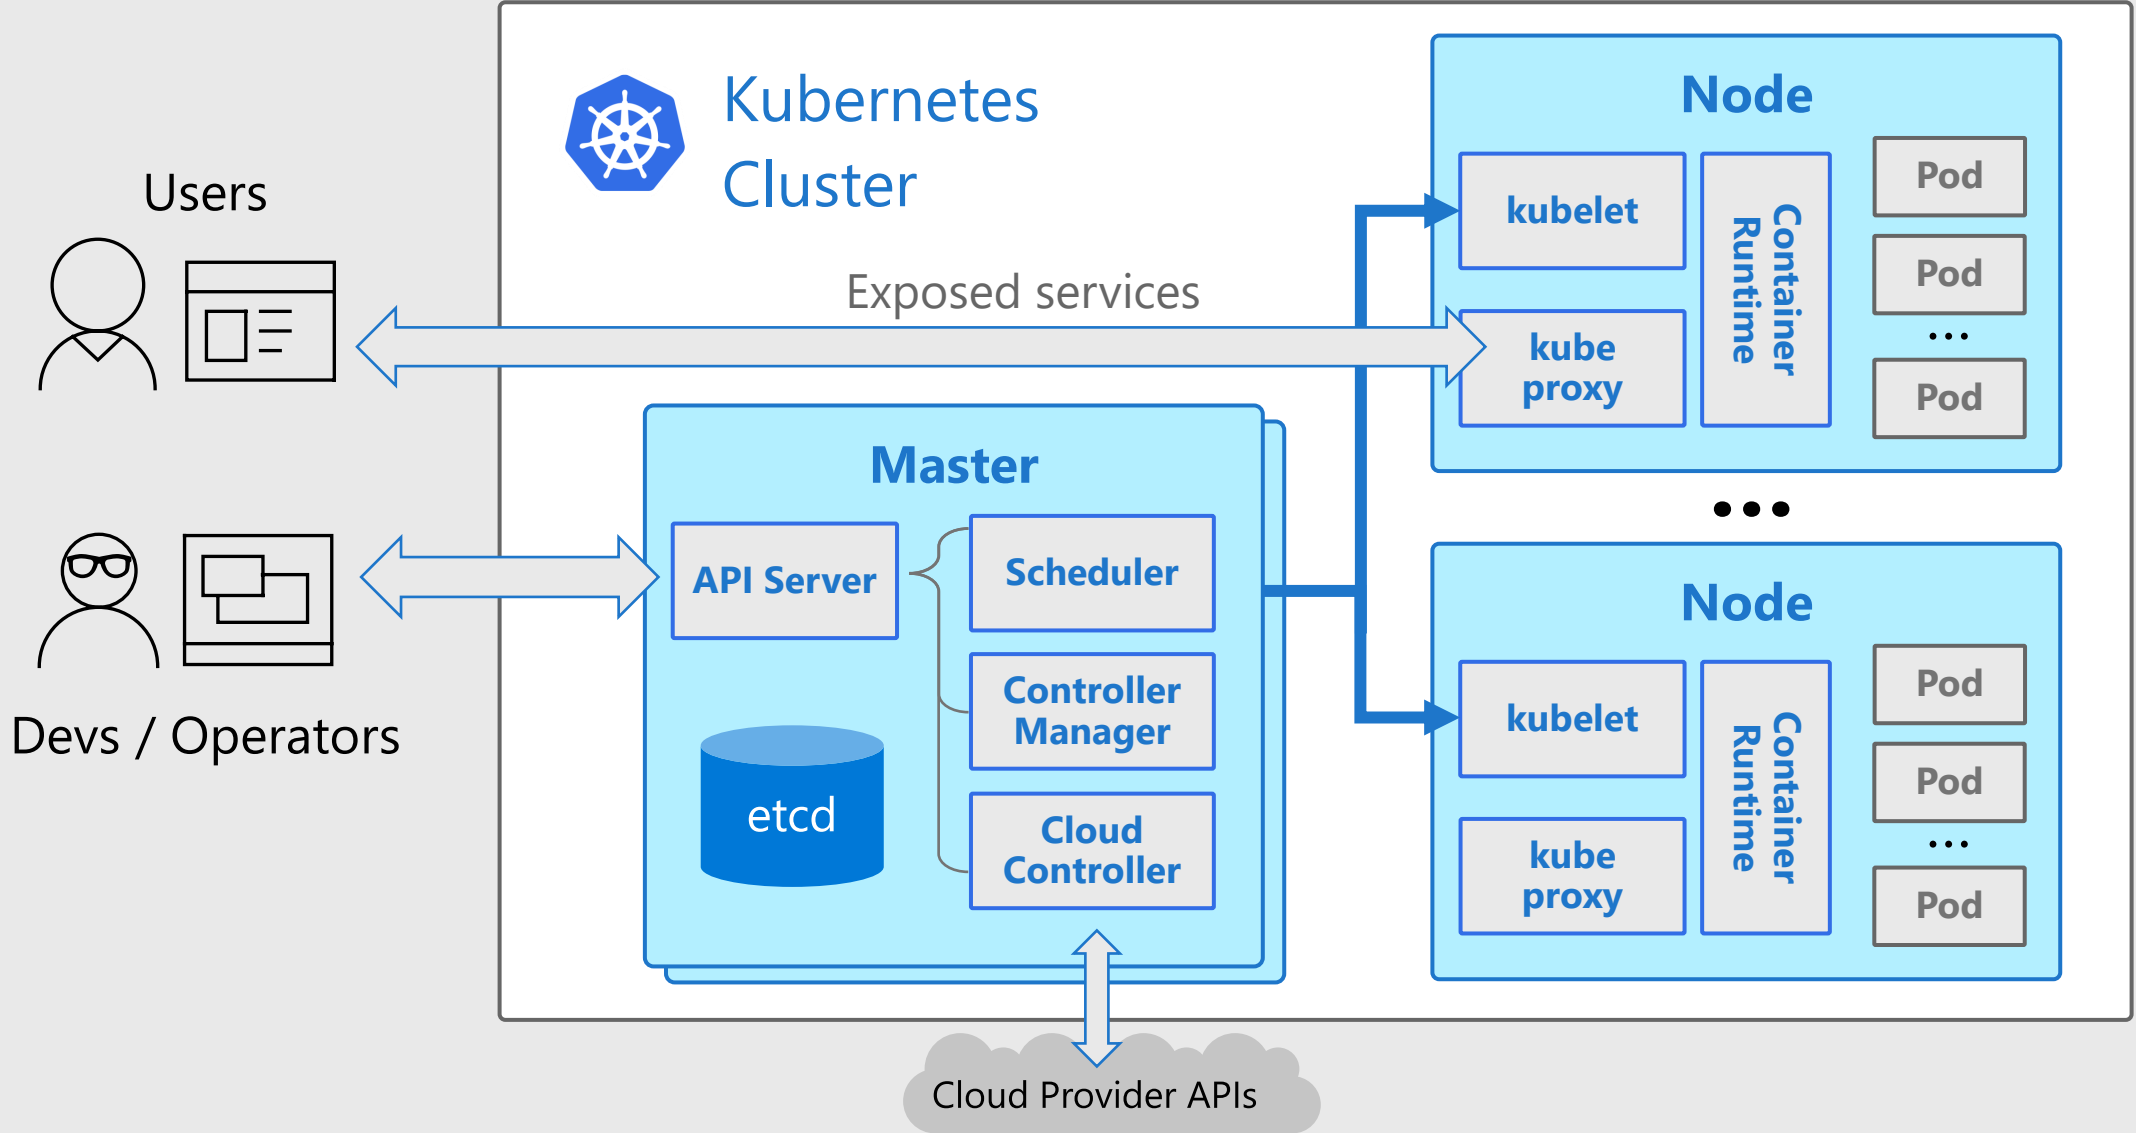 Kubernetes
Cluster
Users
Exposed services
Devs / Operators
Master
API Server
etcd
Scheduler
Controller
Manager
Cloud
Controller
Cloud Provider APIs
Node
kubelet
kube
proxy
Container
Runtime
Pod
Pod
...
Pod
...
Node
kubelet
kube
proxy
Container
Runtime
Pod
Pod
...
Pod